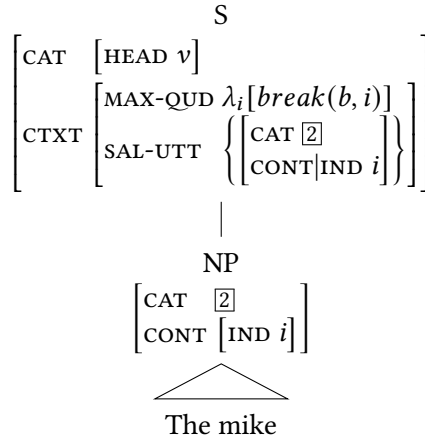 S
CAT [HEAD v]
CTXT
MAX-QUD λi[break(b, i)]
SAL-UTT
CAT 2
CONT|IND i
NP
CAT 2
CONT [IND i]
The mike